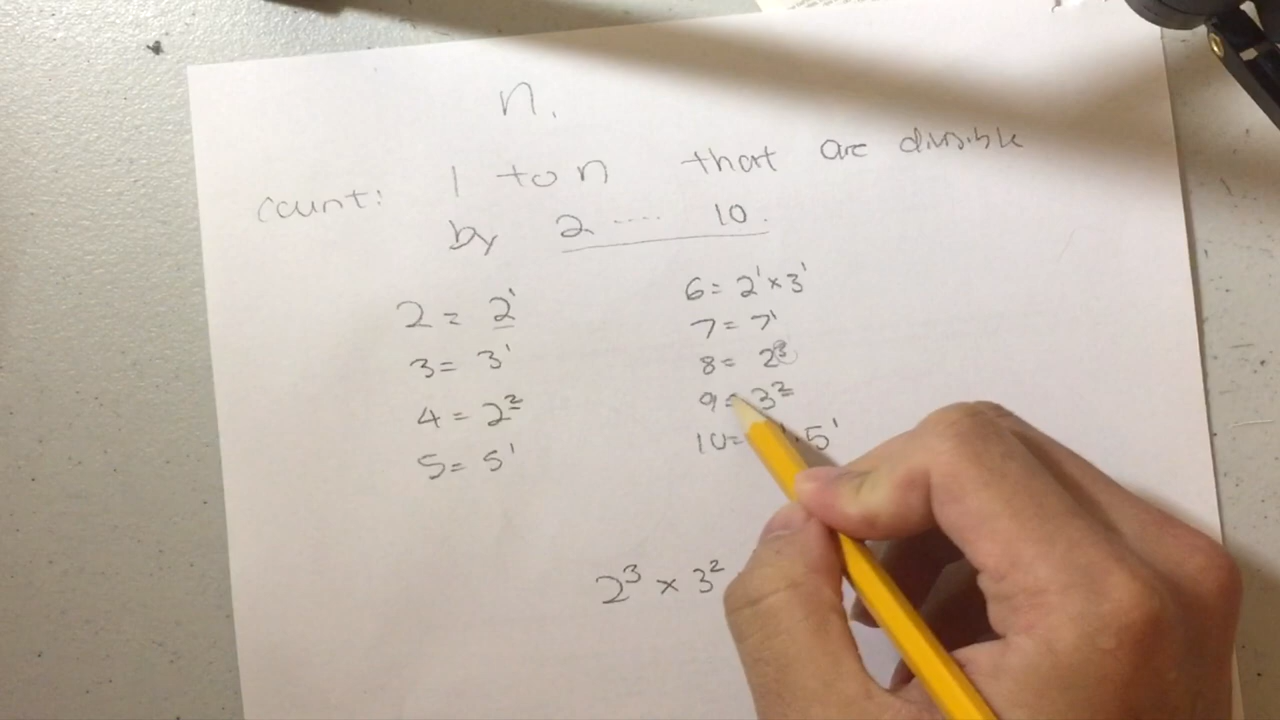 n.
count: 1 to n that are divisible
by 2 .... 10.
2 = 2¹
3 = 3¹
4 = 2²
5 = 5¹
6 = 2¹ × 3¹
7 = 7¹
8 = 2³
9 = 3²
10 = ¹ · 5¹
2³ × 3²